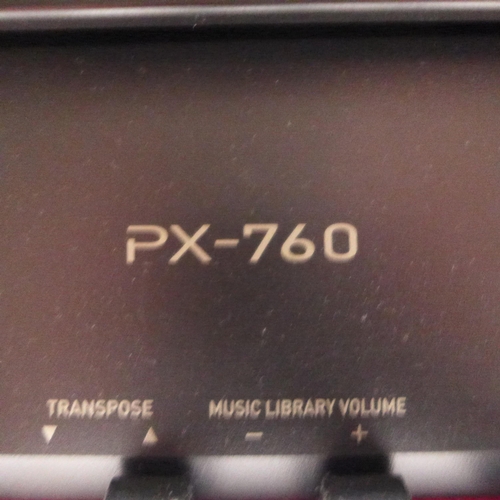 PX-760
TRANSPOSE MUSIC LIBRARY VOLUME
▼ ▲ − +